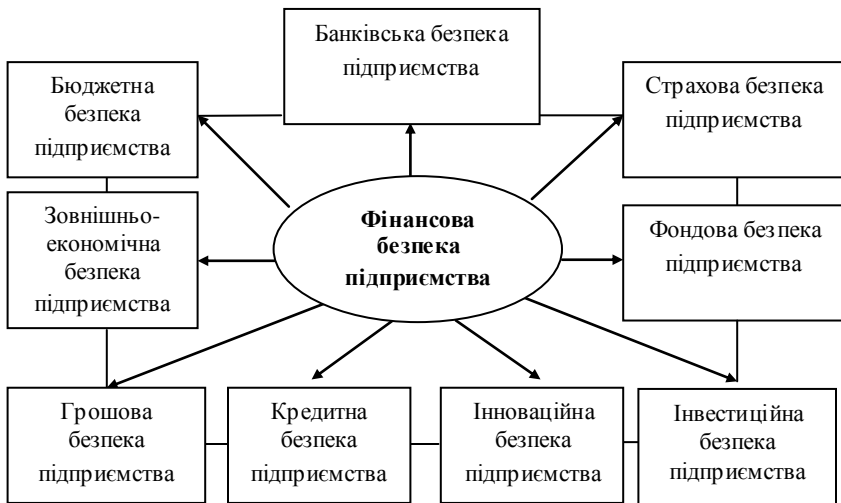 Банківська безпека
підприємства
Бюджетна
безпека
підприємства
Страхова безпека
підприємства
Зовнішньо-
економічна
безпека
підприємства
Фінансова
безпека
підприємства
Фондова безпека
підприємства
Грошова
безпека
підприємства
Кредитна
безпека
підприємства
Інноваційна
безпека
підприємства
Інвестиційна
безпека
підприємства